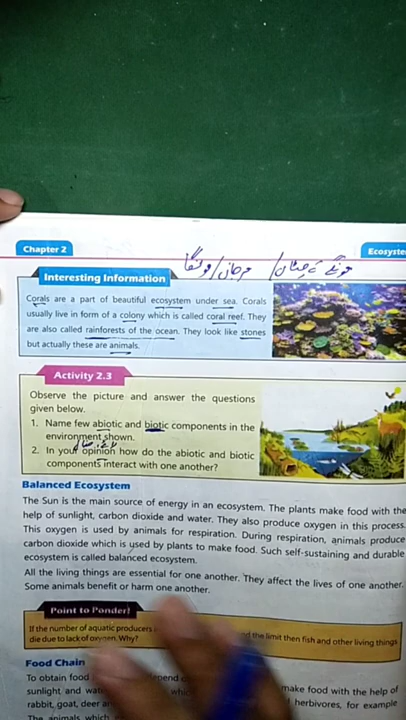 Chapter 2
Ecosyste
مونگے کی چٹان / مرجان / مونگا
Interesting Information
Corals are a part of beautiful ecosystem under sea. Corals
usually live in form of a colony which is called coral reef. They
are also called rainforests of the ocean. They look like stones
but actually these are animals.
Activity 2.3
Observe the picture and answer the questions
given below.
1. Name few abiotic and biotic components in the
environment shown.
2. In your opinion how do the abiotic and biotic
components interact with one another?
Balanced Ecosystem
The Sun is the main source of energy in an ecosystem. The plants make food with the
help of sunlight, carbon dioxide and water. They also produce oxygen in this process.
This oxygen is used by animals for respiration. During respiration, animals produce
carbon dioxide which is used by plants to make food. Such self-sustaining and durable
ecosystem is called balanced ecosystem.
All the living things are essential for one another. They affect the lives of one another.
Some animals benefit or harm one another.
Point to Ponder!
If the number of aquatic producers the limit then fish and other living things
die due to lack of oxygen. Why?
Food Chain
To obtain food depend make food with the help of
sunlight and wat which herbivores, for example
rabbit, goat, deer an
The animals which